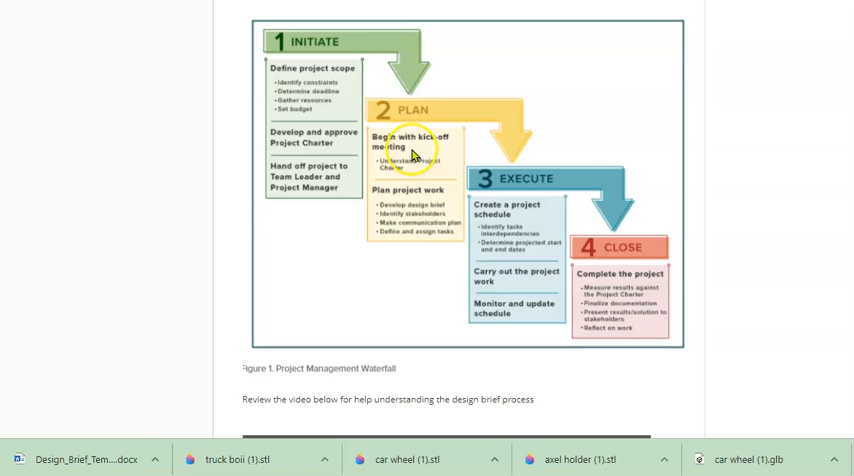 1 INITIATE
Define project scope
• Identify constraints
• Determine deadline
• Gather resources
• Set budget
Develop and approve
Project Charter
Hand off project to
Team Leader and
Project Manager
2 PLAN
Begin with kick-off
meeting
• Understand Project
Charter
Plan project work
• Develop design brief
• Identify stakeholders
• Make communication plan
• Define and assign tasks
3 EXECUTE
Create a project
schedule
• Identify tasks
interdependencies
• Determine projected start
and end dates
Carry out the project
work
Monitor and update
schedule
4 CLOSE
Complete the project
• Measure results against
the Project Charter
• Finalize documentation
• Present results/solution to
stakeholders
• Reflect on work
Figure 1. Project Management Waterfall
Review the video below for help understanding the design brief process
Design_Brief_Tem....docx
truck boii (1).stl
car wheel (1).stl
axel holder (1).stl
car wheel (1).glb